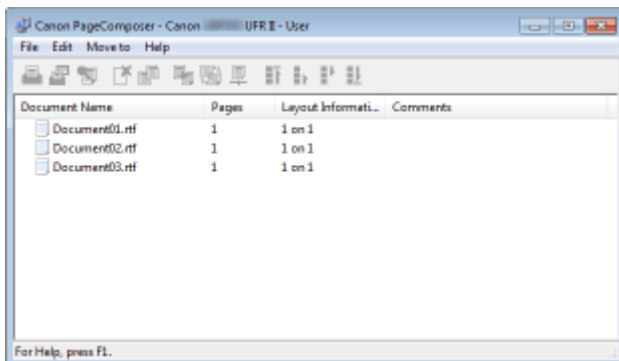 Canon PageComposer - Canon UFR II - User
File Edit Move to Help
Document Name Pages Layout Informati... Comments
Document01.rtf 1 1 on 1
Document02.rtf 1 1 on 1
Document03.rtf 1 1 on 1
For Help, press F1.